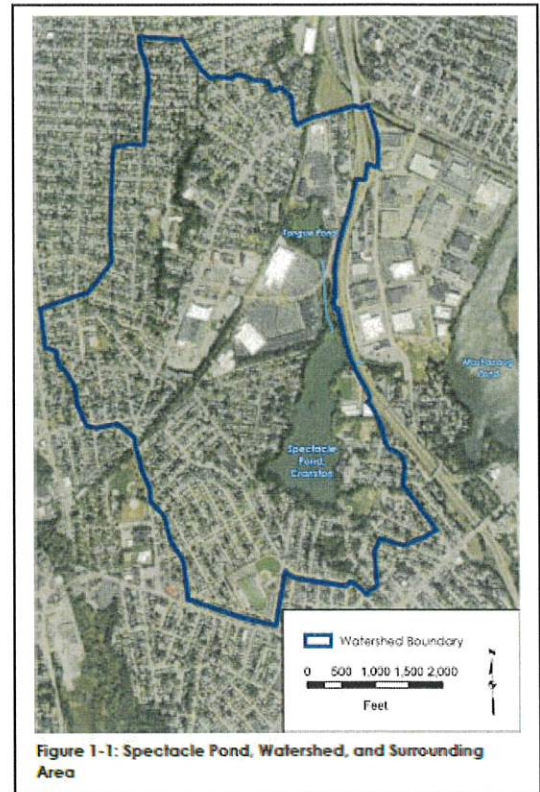 Tongue Pond
Mashapaug
Pond
Spectacle
Pond,
Cranston
Watershed Boundary
0 500 1,000 1,500 2,000
Feet
N
Figure 1-1: Spectacle Pond, Watershed, and Surrounding
Area